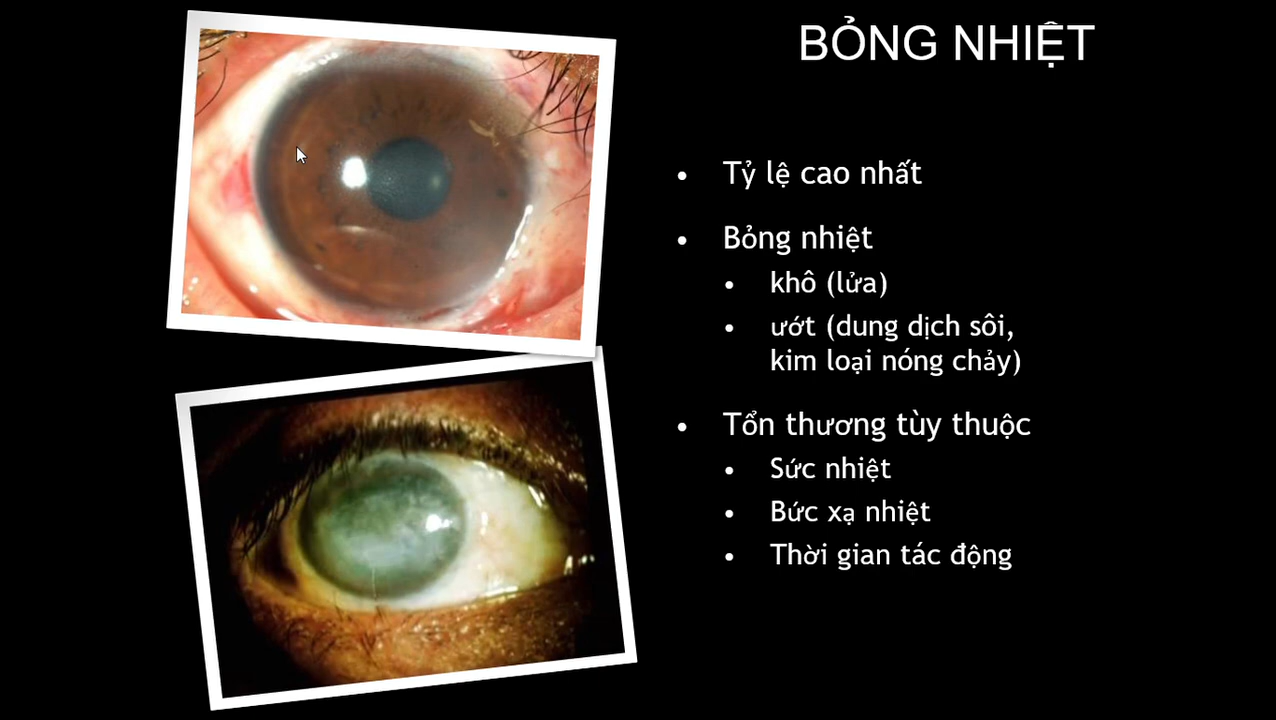 BỎNG NHIỆT
• Tỷ lệ cao nhất
• Bỏng nhiệt
• khô (lửa)
• ướt (dung dịch sôi,
kim loại nóng chảy)
• Tổn thương tùy thuộc
• Sức nhiệt
• Bức xạ nhiệt
• Thời gian tác động